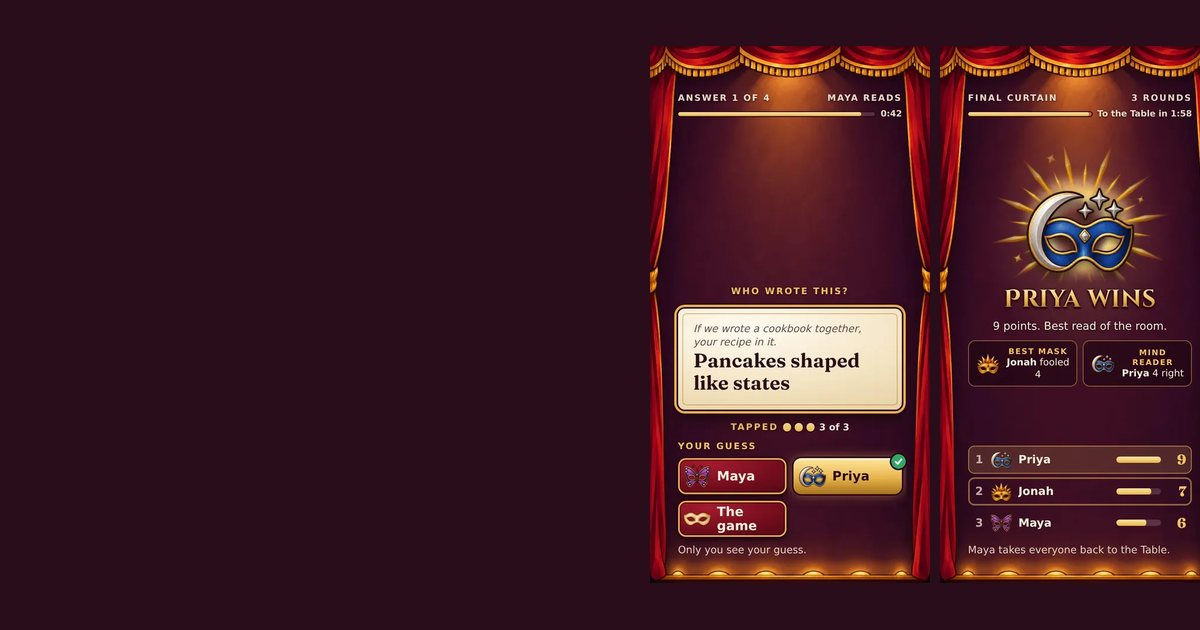 ANSWER 1 OF 4
MAYA READS
0:42
WHO WROTE THIS?
If we wrote a cookbook together,
your recipe in it.
Pancakes shaped
like states
TAPPED 3 of 3
YOUR GUESS
Maya
Priya
The
game
Only you see your guess.
FINAL CURTAIN
3 ROUNDS
To the Table in 1:58
PRIYA WINS
9 points. Best read of the room.
BEST MASK
Jonah fooled
4
MIND
READER
Priya 4 right
1 Priya 9
2 Jonah 7
3 Maya 6
Maya takes everyone back to the Table.